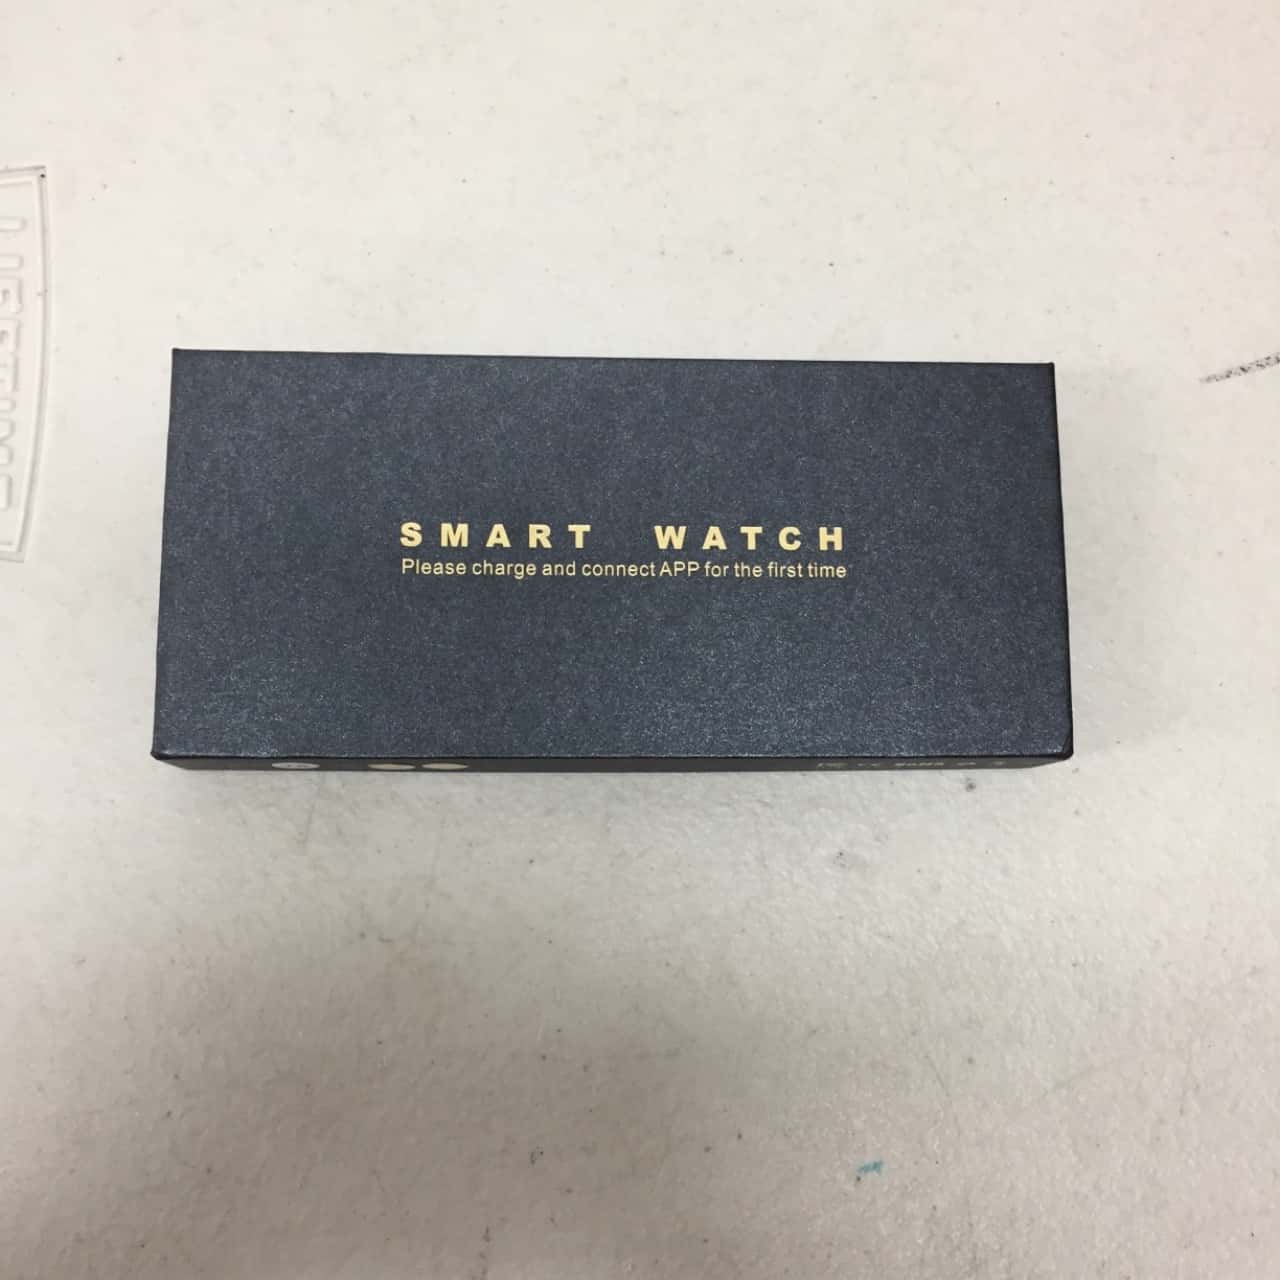 SMART WATCH
Please charge and connect APP for the first time